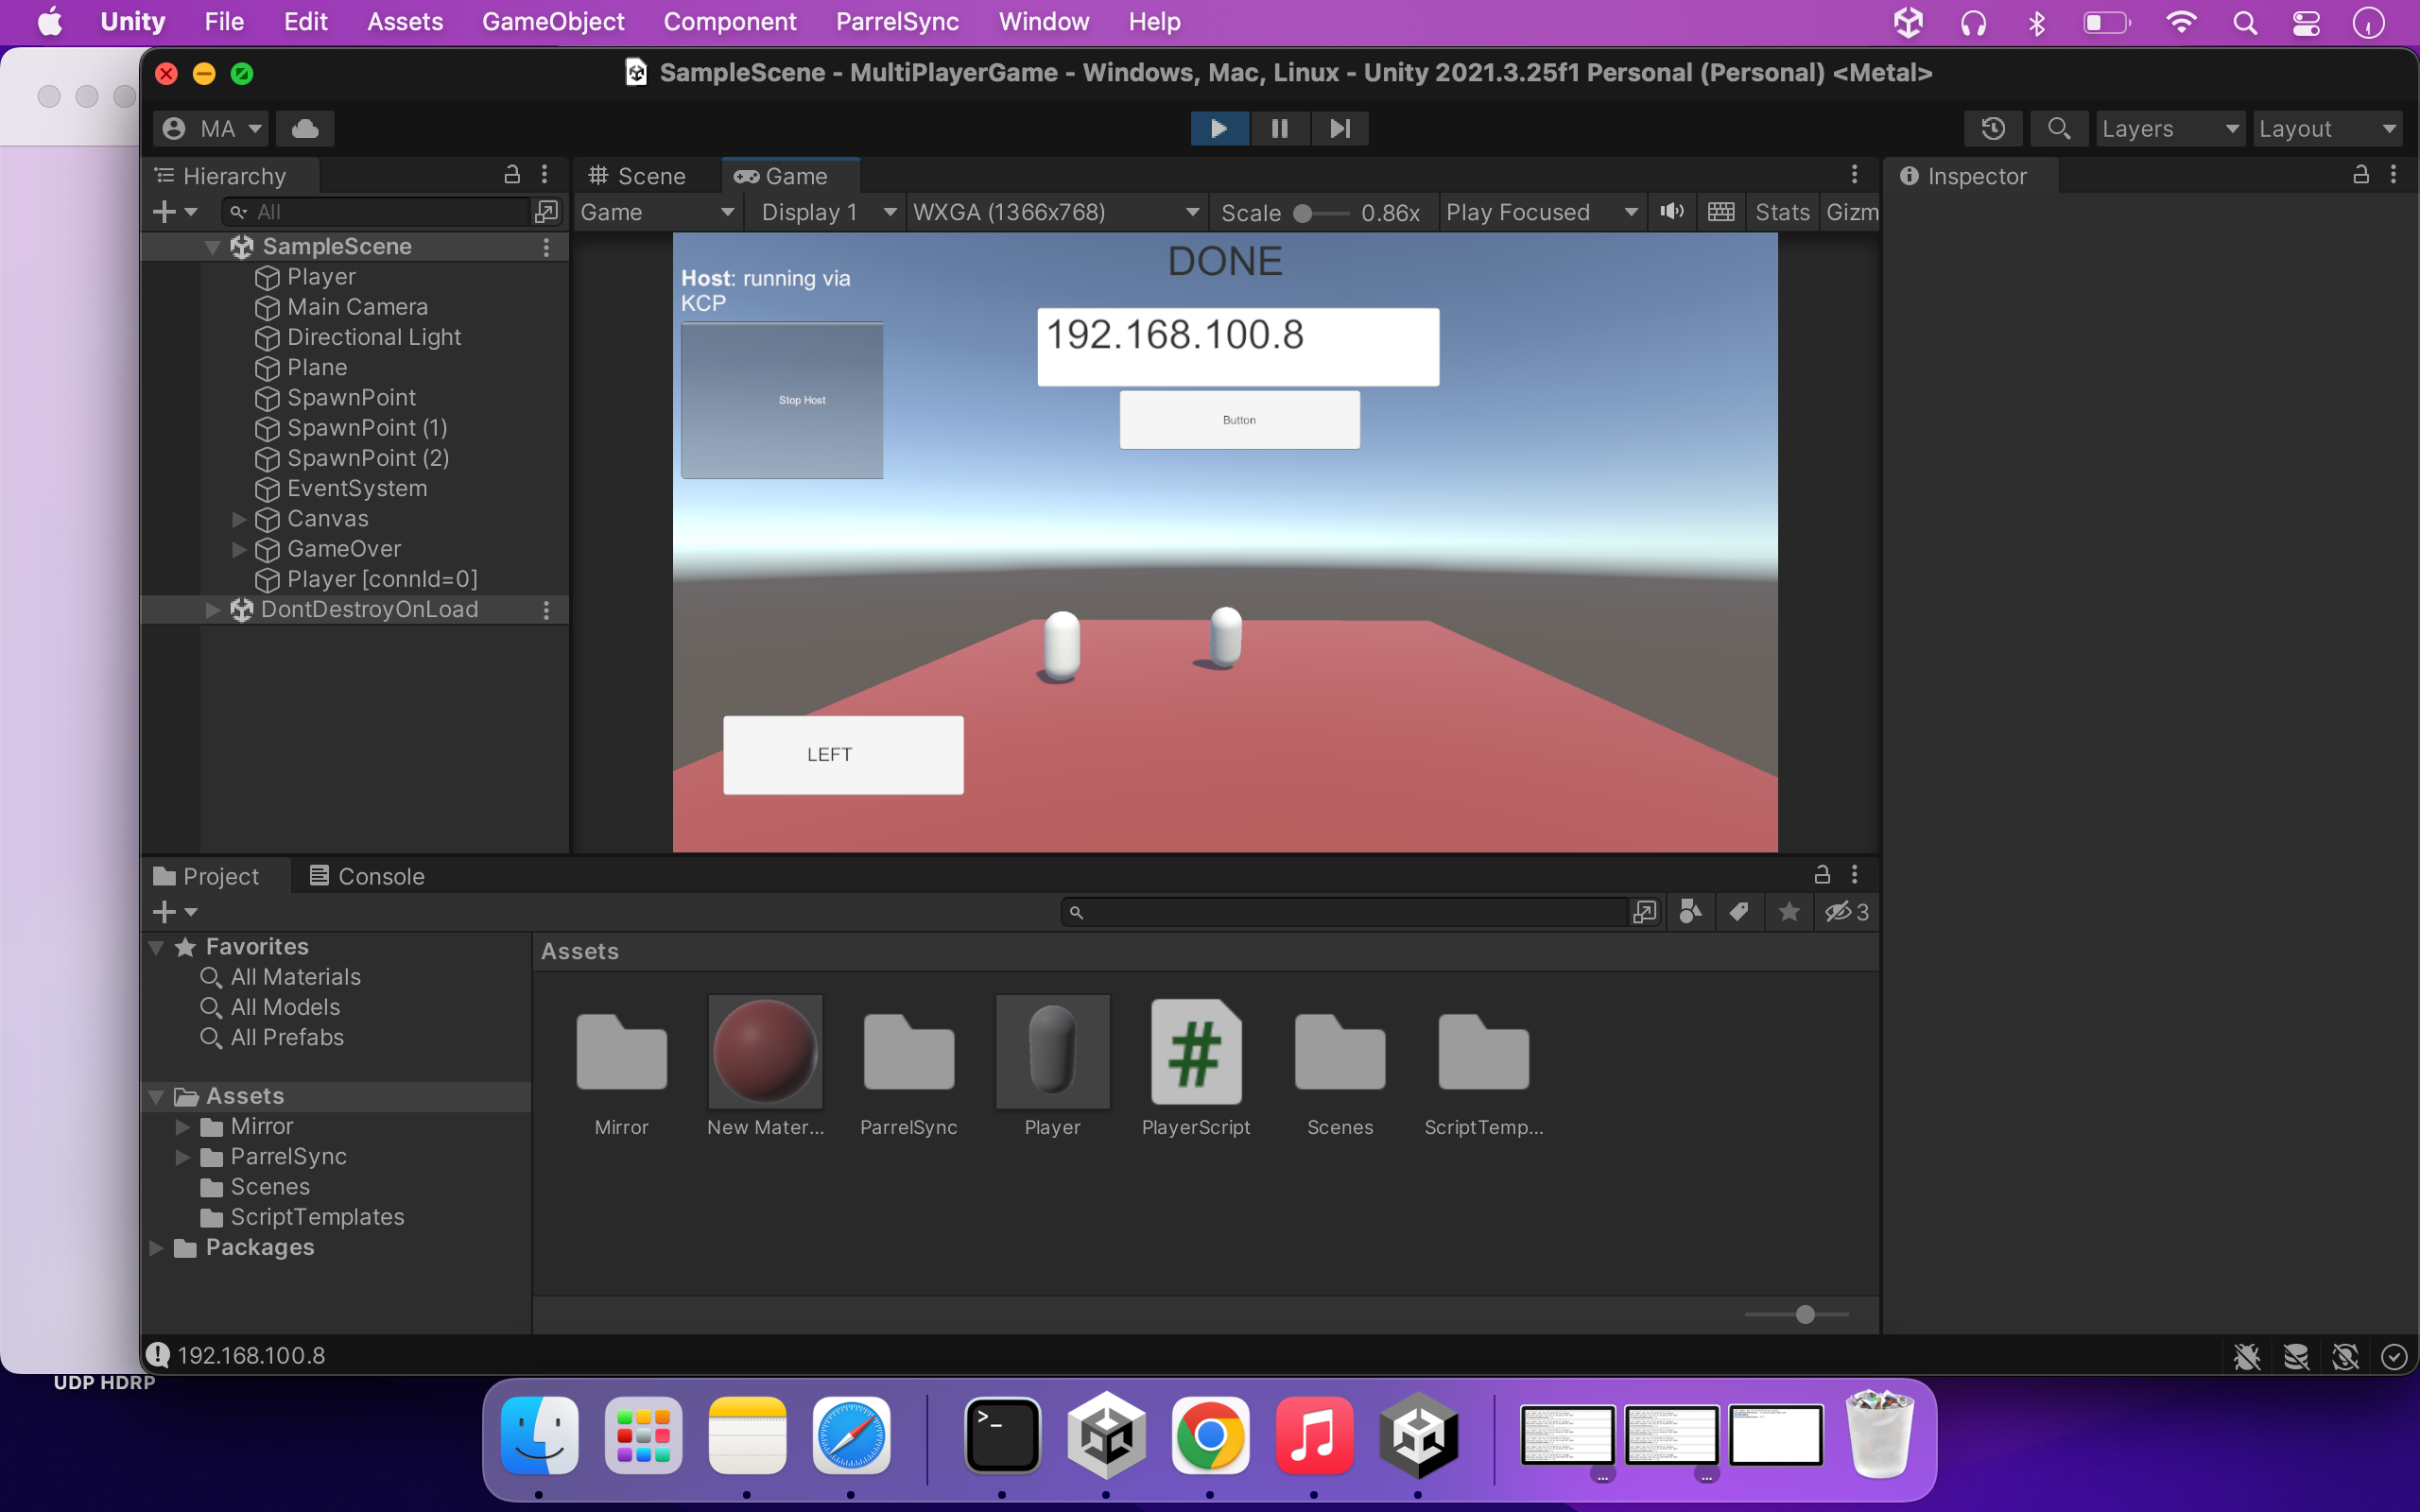 Unity File Edit Assets GameObject Component ParrelSync Window Help
SampleScene - MultiPlayerGame - Windows, Mac, Linux - Unity 2021.3.25f1 Personal (Personal) <Metal>
MA
Layers
Layout
Hierarchy
All
SampleScene
Player
Main Camera
Directional Light
Plane
SpawnPoint
SpawnPoint (1)
SpawnPoint (2)
EventSystem
Canvas
GameOver
Player [connId=0]
DontDestroyOnLoad
Scene
Game
Game
Display 1
WXGA (1366x768)
Scale
0.86x
Play Focused
Stats
Gizm
Host: running via
KCP
Stop Host
DONE
192.168.100.8
Button
LEFT
Inspector
Project
Console
3
Favorites
All Materials
All Models
All Prefabs
Assets
Mirror
ParrelSync
Scenes
ScriptTemplates
Packages
Assets
Mirror
New Mater...
ParrelSync
Player
#
PlayerScript
Scenes
ScriptTemp...
192.168.100.8
UDP HDRP